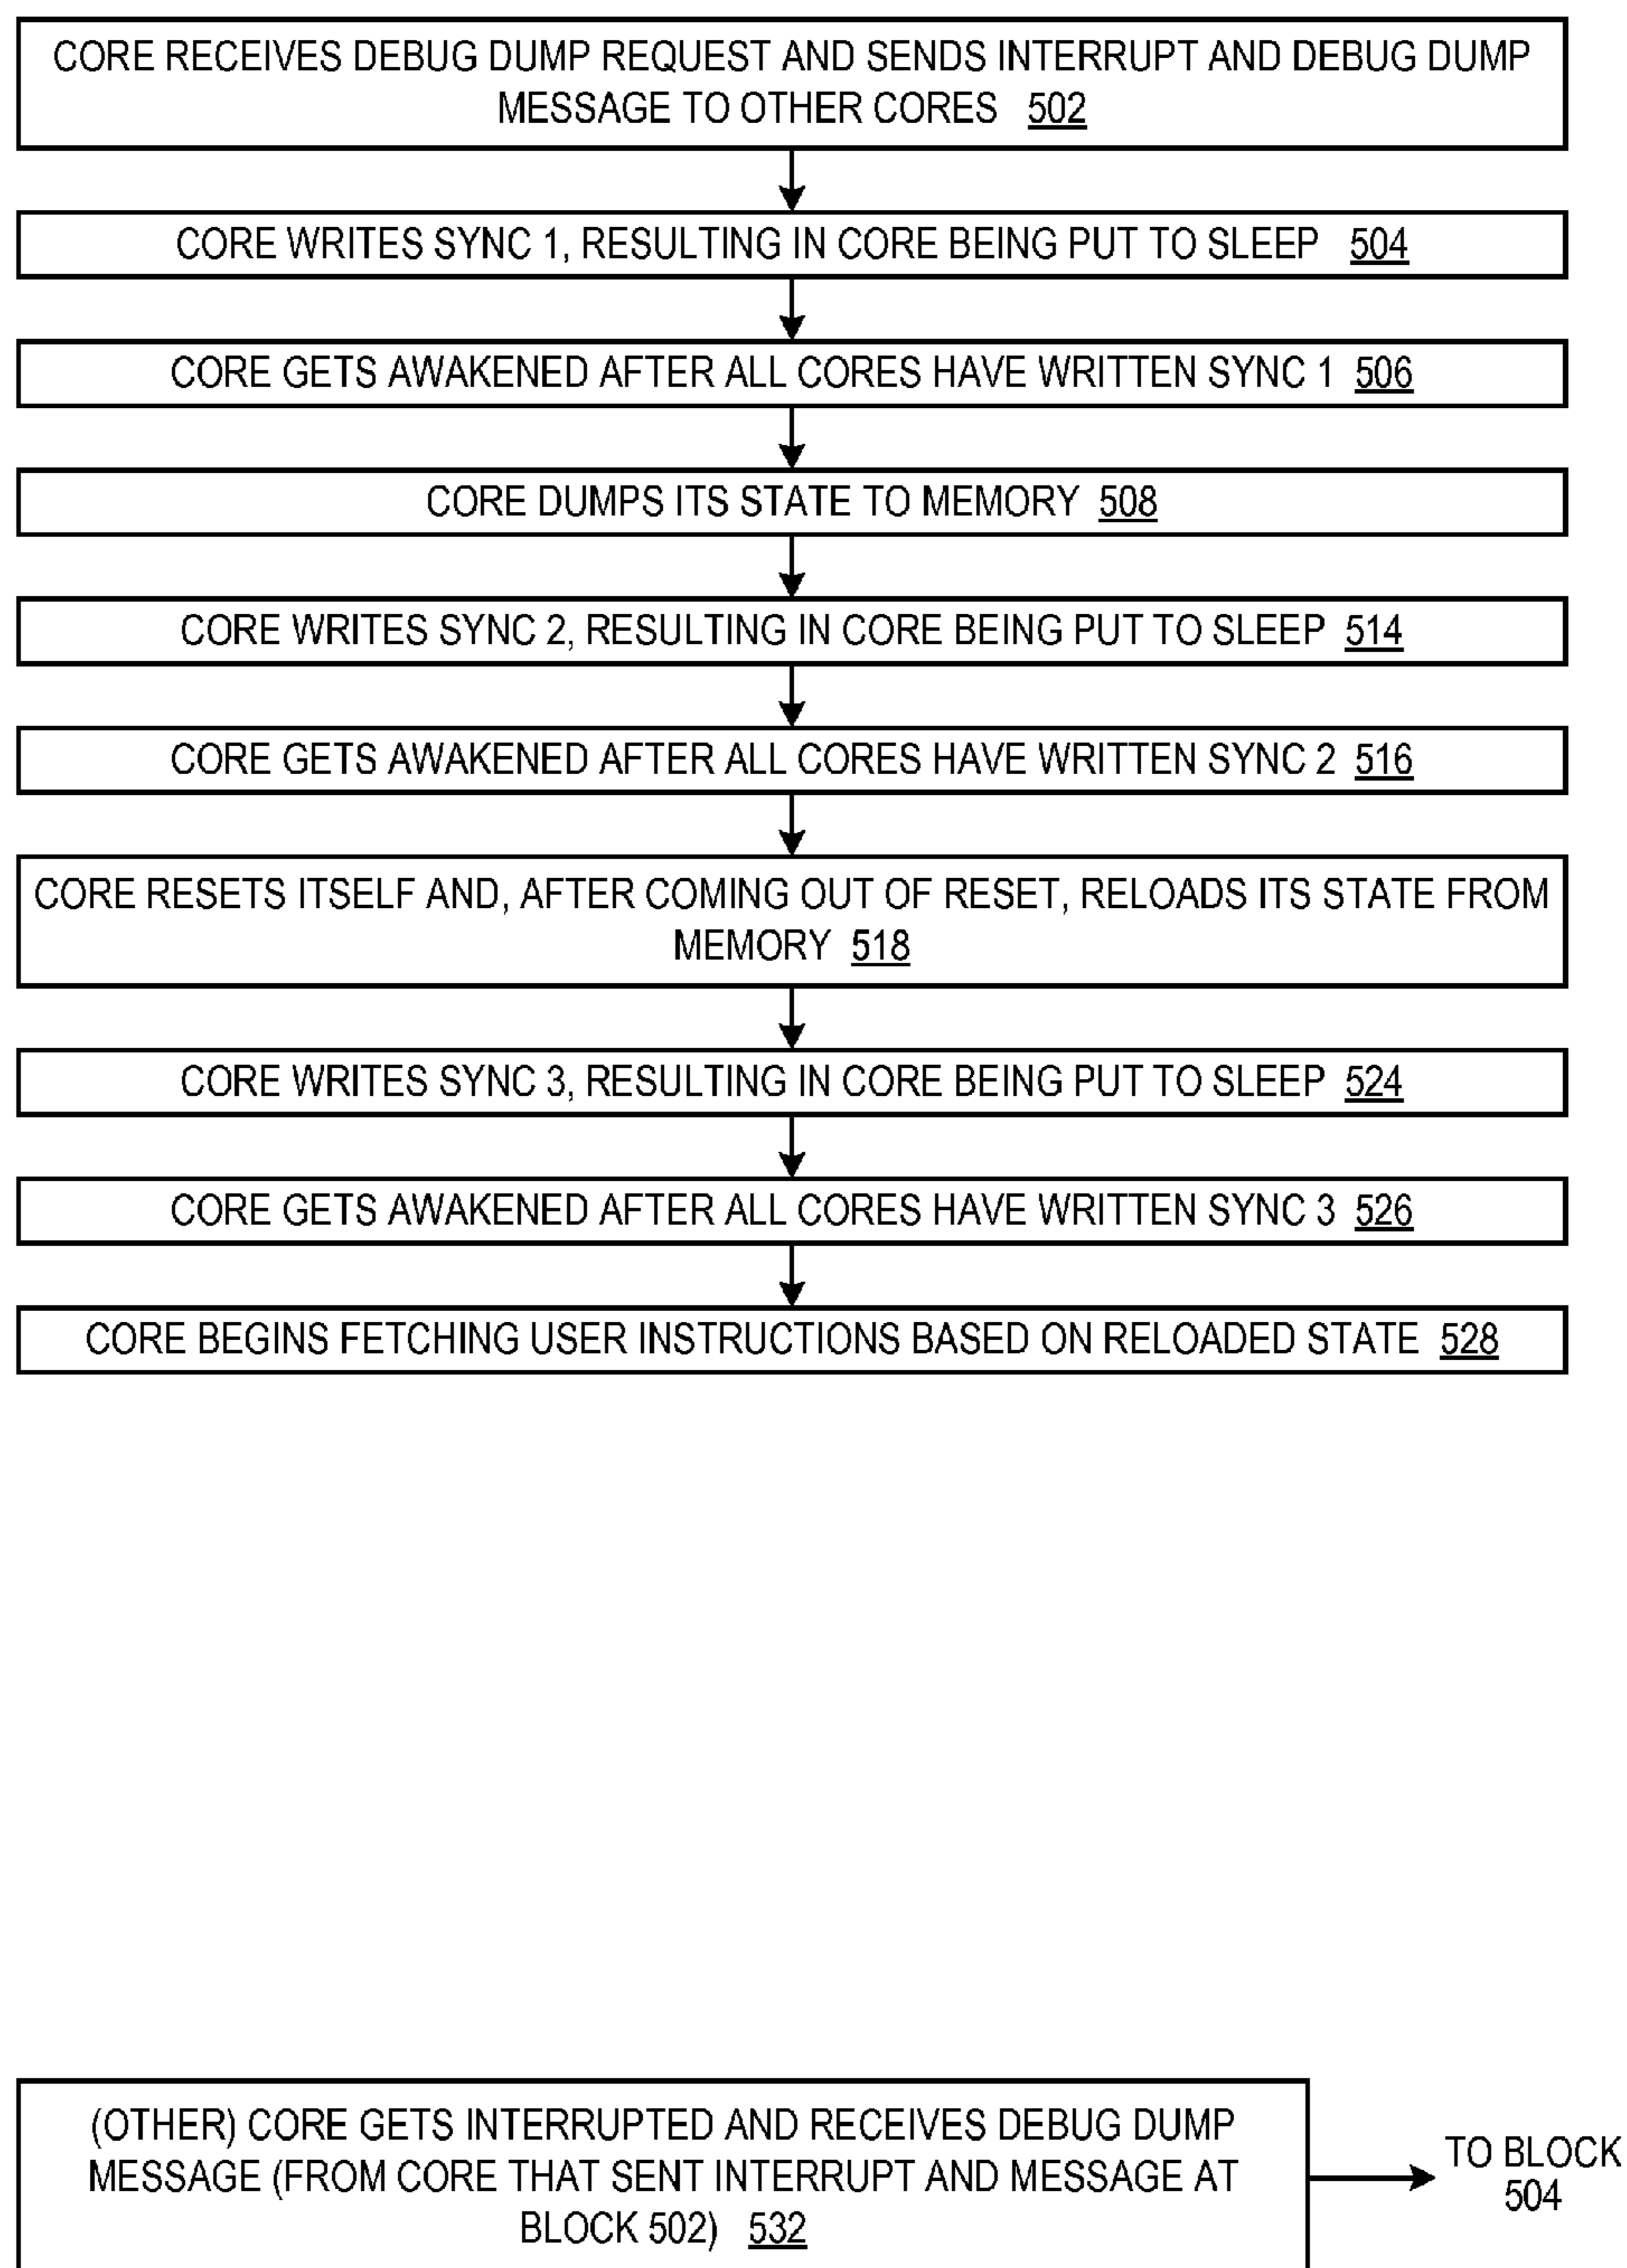 CORE RECEIVES DEBUG DUMP REQUEST AND SENDS INTERRUPT AND DEBUG DUMP
MESSAGE TO OTHER CORES 502
CORE WRITES SYNC 1, RESULTING IN CORE BEING PUT TO SLEEP 504
CORE GETS AWAKENED AFTER ALL CORES HAVE WRITTEN SYNC 1 506
CORE DUMPS ITS STATE TO MEMORY 508
CORE WRITES SYNC 2, RESULTING IN CORE BEING PUT TO SLEEP 514
CORE GETS AWAKENED AFTER ALL CORES HAVE WRITTEN SYNC 2 516
CORE RESETS ITSELF AND, AFTER COMING OUT OF RESET, RELOADS ITS STATE FROM
MEMORY 518
CORE WRITES SYNC 3, RESULTING IN CORE BEING PUT TO SLEEP 524
CORE GETS AWAKENED AFTER ALL CORES HAVE WRITTEN SYNC 3 526
CORE BEGINS FETCHING USER INSTRUCTIONS BASED ON RELOADED STATE 528
(OTHER) CORE GETS INTERRUPTED AND RECEIVES DEBUG DUMP
MESSAGE (FROM CORE THAT SENT INTERRUPT AND MESSAGE AT
BLOCK 502) 532
TO BLOCK
504